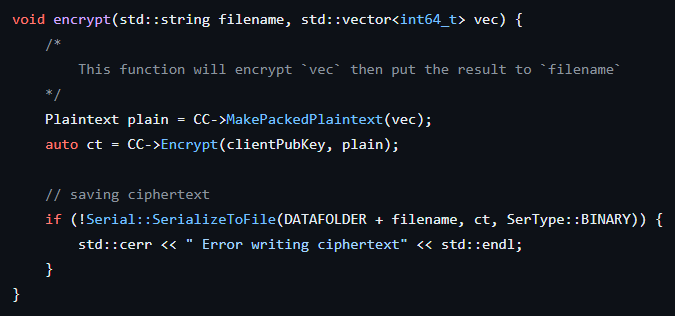 void encrypt(std::string filename, std::vector<int64_t> vec) {
    /*
        This function will encrypt `vec` then put the result to `filename`
    */
    Plaintext plain = CC->MakePackedPlaintext(vec);
    auto ct = CC->Encrypt(clientPubKey, plain);

    // saving ciphertext
    if (!Serial::SerializeToFile(DATAFOLDER + filename, ct, SerType::BINARY)) {
        std::cerr << " Error writing ciphertext" << std::endl;
    }
}